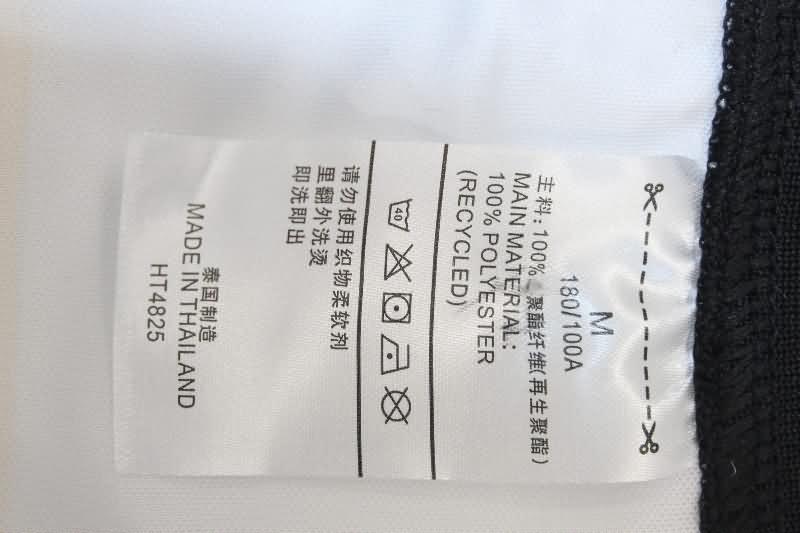 M
180/100A
主料：100% 聚酯纤维(再生聚酯)
MAIN MATERIAL:
100% POLYESTER
(RECYCLED)
40
请勿使用织物柔软剂
里翻外洗烫
即洗即出
泰国制造
MADE IN THAILAND
HT4825